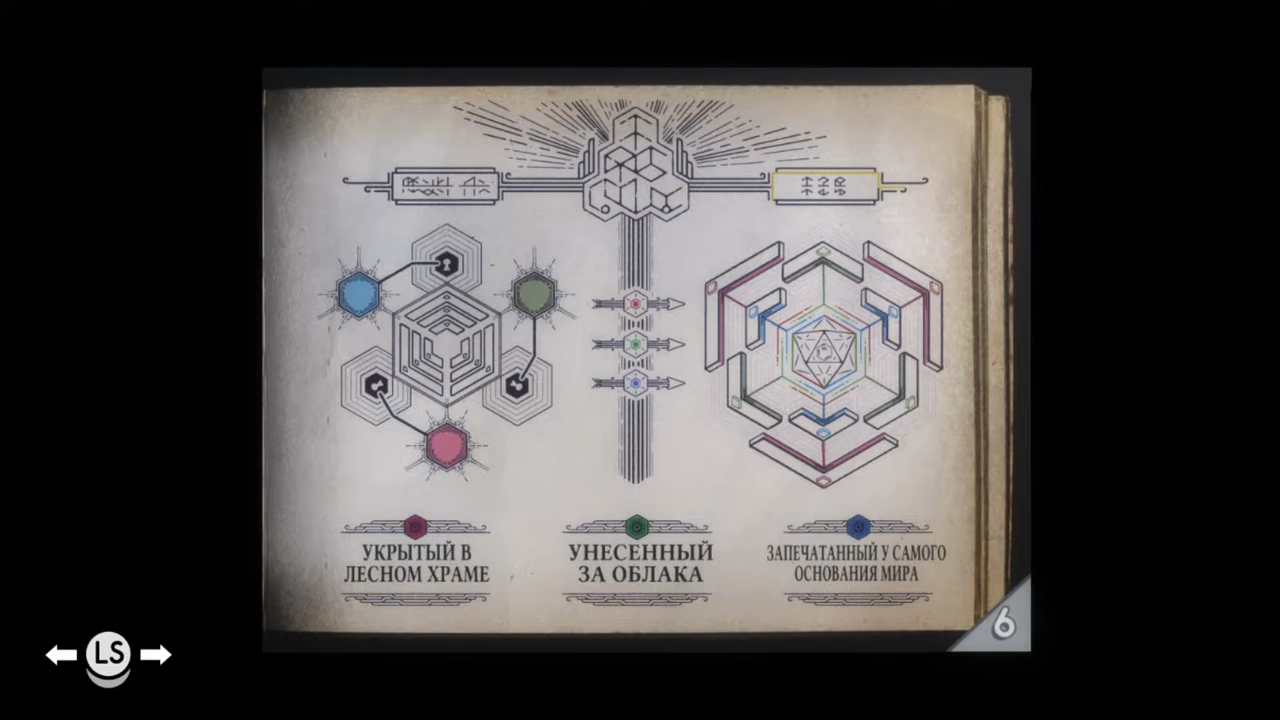 УКРЫТЫЙ В
ЛЕСНОМ ХРАМЕ
УНЕСЕННЫЙ
ЗА ОБЛАКА
ЗАПЕЧАТАННЫЙ У САМОГО
ОСНОВАНИЯ МИРА
6
LS